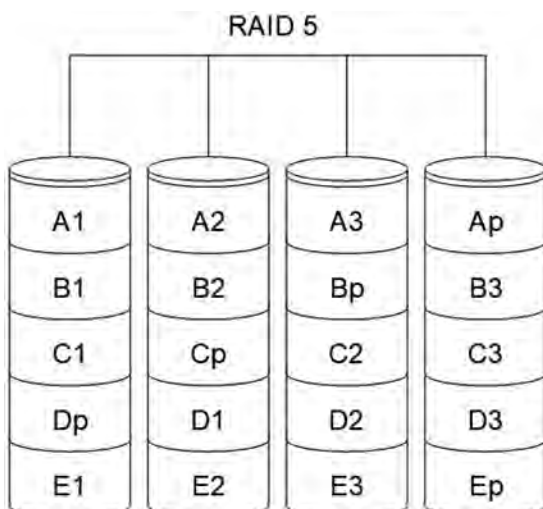 RAID 5
A1 A2 A3 Ap
B1 B2 Bp B3
C1 Cp C2 C3
Dp D1 D2 D3
E1 E2 E3 Ep